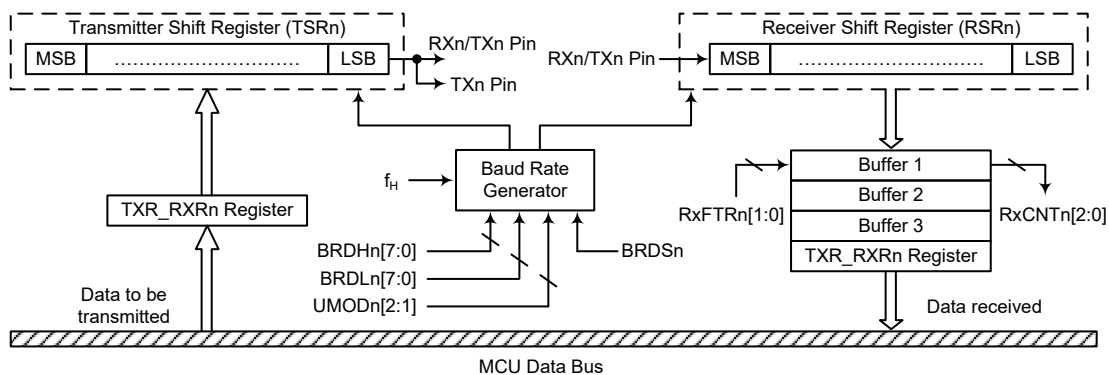 Transmitter Shift Register (TSRn)
MSB
..............................
LSB
RXn/TXn Pin
TXn Pin
Receiver Shift Register (RSRn)
RXn/TXn Pin
MSB
..............................
LSB
TXR_RXRn Register
Data to be
transmitted
fH
Baud Rate
Generator
BRDHn[7:0]
BRDLn[7:0]
UMODn[2:1]
BRDSn
RxFTRn[1:0]
Buffer 1
Buffer 2
Buffer 3
TXR_RXRn Register
RxCNTn[2:0]
Data received
MCU Data Bus